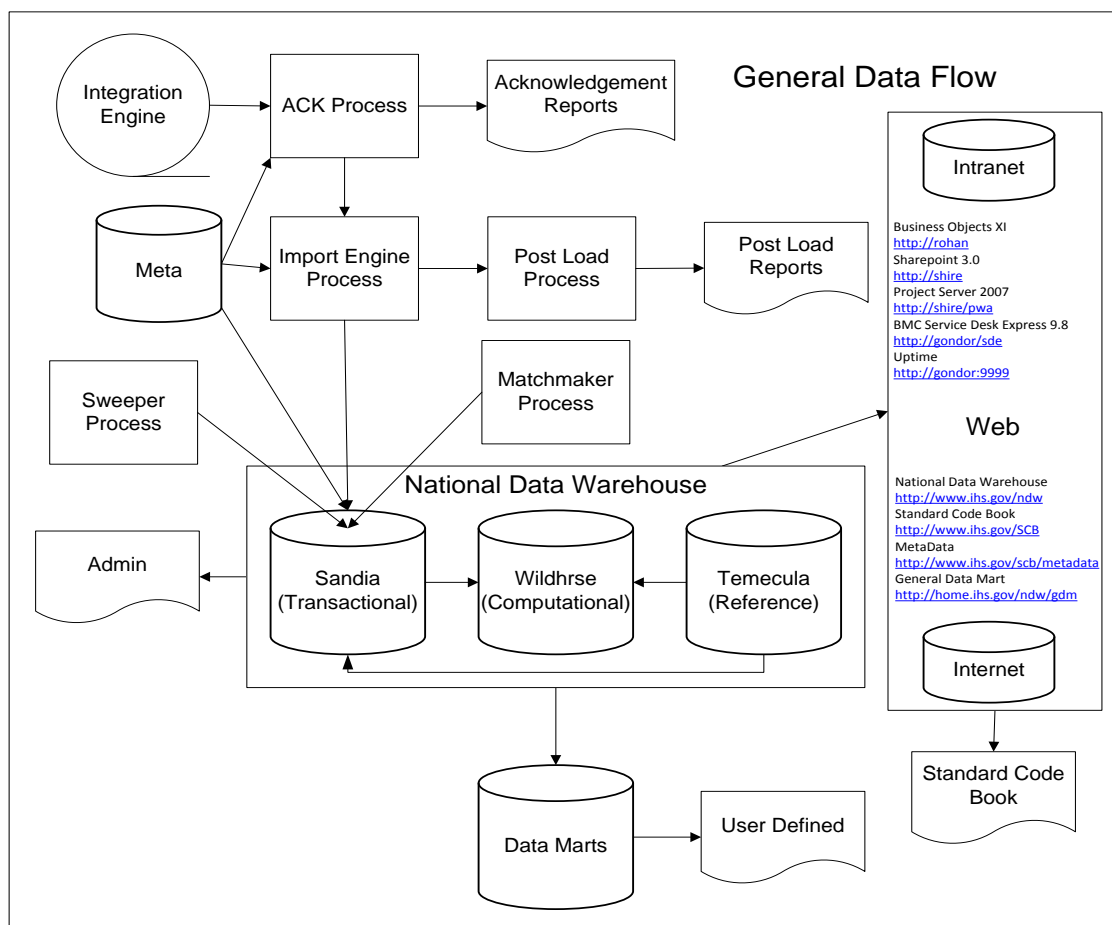 General Data Flow
Integration
Engine
ACK Process
Acknowledgement
Reports
Meta
Import Engine
Process
Post Load
Process
Post Load
Reports
Sweeper
Process
Matchmaker
Process
National Data Warehouse
Admin
Sandia
(Transactional)
Wildhrse
(Computational)
Temecula
(Reference)
Data Marts
User Defined
Intranet
Business Objects XI
http://rohan
Sharepoint 3.0
http://shire
Project Server 2007
http://shire/pwa
BMC Service Desk Express 9.8
http://gondor/sde
Uptime
http://gondor:9999
Web
National Data Warehouse
http://www.ihs.gov/ndw
Standard Code Book
http://www.ihs.gov/SCB
MetaData
http://www.ihs.gov/scb/metadata
General Data Mart
http://home.ihs.gov/ndw/gdm
Internet
Standard Code
Book